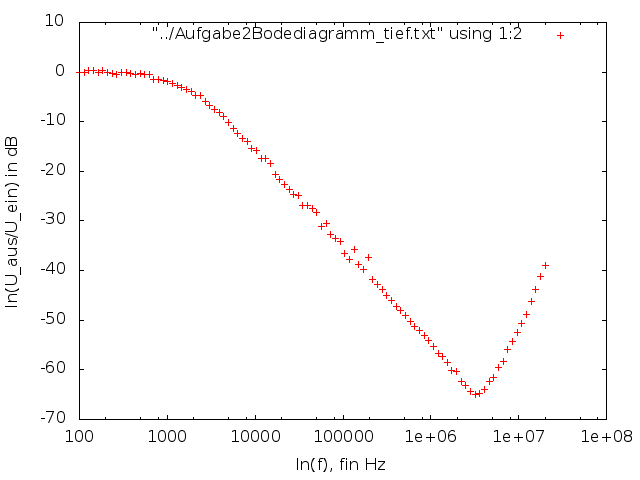 "../Aufgabe2Bodediagramm_tief.txt" using 1:2
10
0
-10
-20
-30
-40
-50
-60
-70
ln(U_aus/U_ein) in dB
100 1000 10000 100000 1e+06 1e+07 1e+08
ln(f), fin Hz